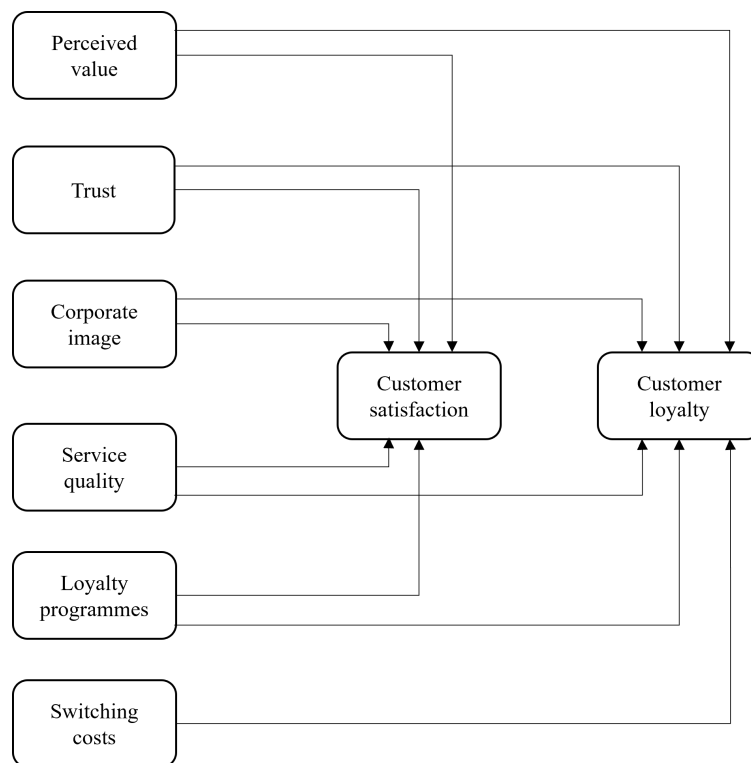 Perceived
value
Trust
Corporate
image
Customer
satisfaction
Customer
loyalty
Service
quality
Loyalty
programmes
Switching
costs